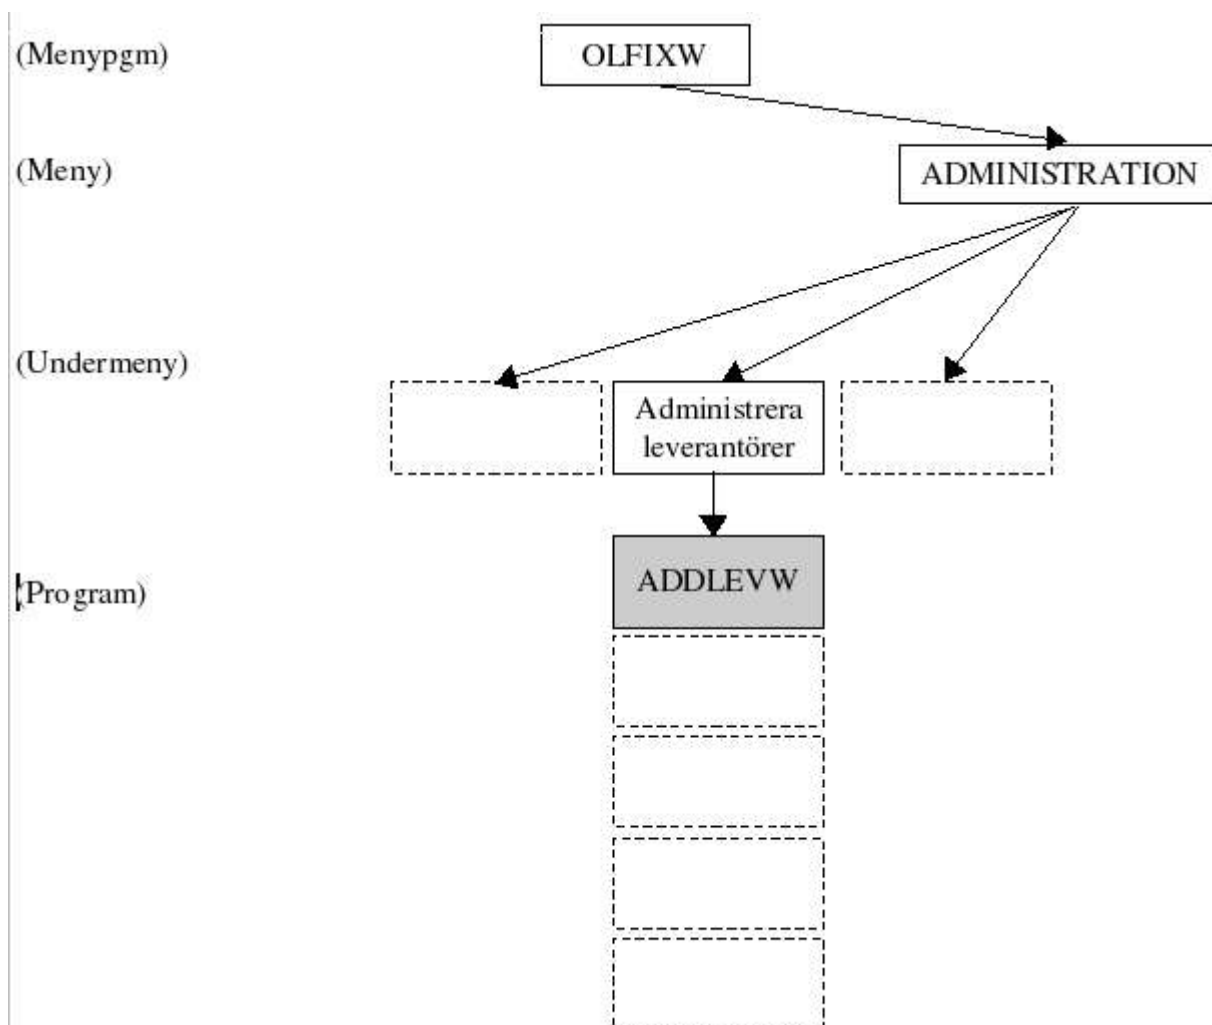 (Menypgm)
OLFIXW
(Meny)
ADMINISTRATION
(Undermeny)
Administrera
leverantörer
(Program)
ADDLEVW